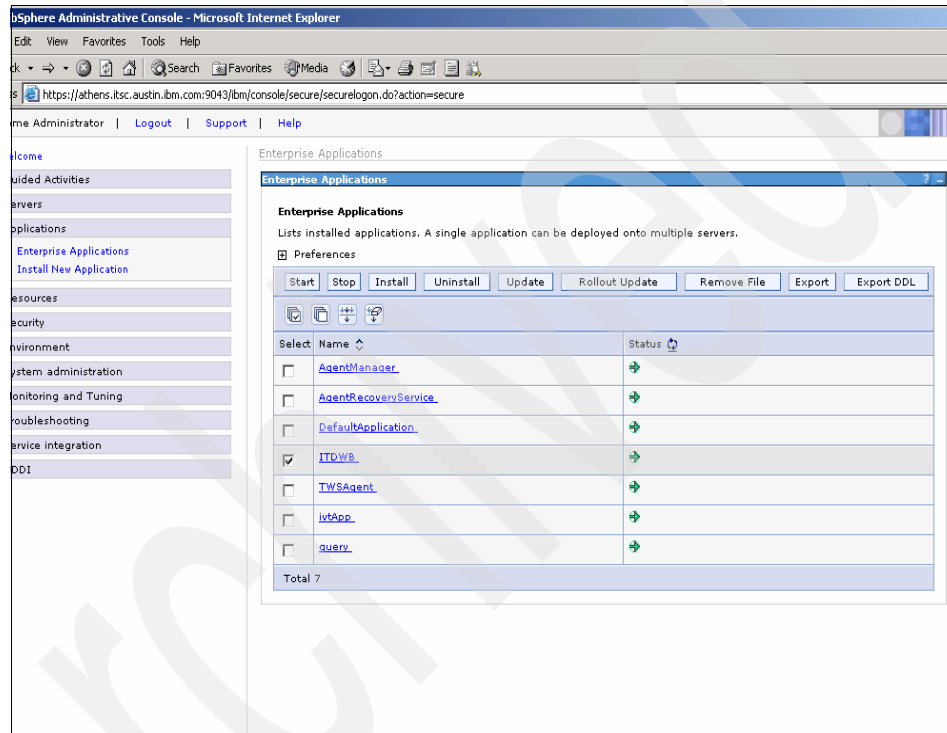 bSphere Administrative Console - Microsoft Internet Explorer
Edit View Favorites Tools Help
ck Search Favorites Media
s https://athens.itsc.austin.ibm.com:9043/ibm/console/secure/securelogon.do?action=secure
me Administrator | Logout | Support | Help
elcome
uided Activities
ervers
pplications
Enterprise Applications
Install New Application
esources
ecurity
nvironment
ystem administration
onitoring and Tuning
roubleshooting
ervice integration
DDI
Enterprise Applications
Enterprise Applications ? -
Enterprise Applications
Lists installed applications. A single application can be deployed onto multiple servers.
Preferences
Start Stop Install Uninstall Update Rollout Update Remove File Export Export DDL
Select Name Status
AgentManager
AgentRecoveryService
DefaultApplication
ITDWB
TWSAgent
ivtApp
query
Total 7
rchived